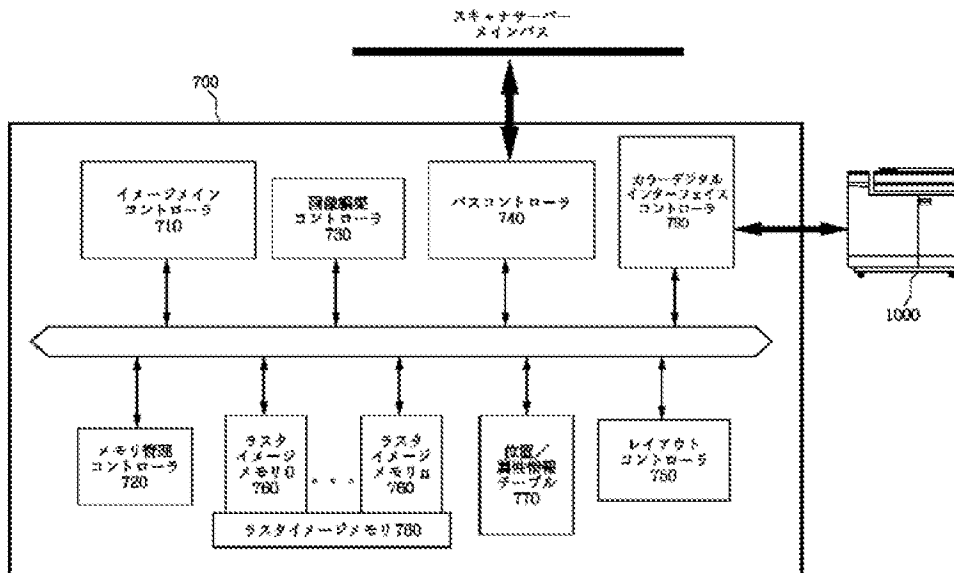 スキャナサーバー
メインバス
700
イメージメイン
コントローラ
710
画像編集
コントローラ
730
バスコントローラ
740
カラーデジタル
インターフェイス
コントローラ
780
1000
メモリ管理
コントローラ
720
ラスタ
イメージ
メモリ0
760
・・・
ラスタ
イメージ
メモリn
760
ラスタイメージメモリ760
位置／
属性情報
テーブル
770
レイアウト
コントローラ
750